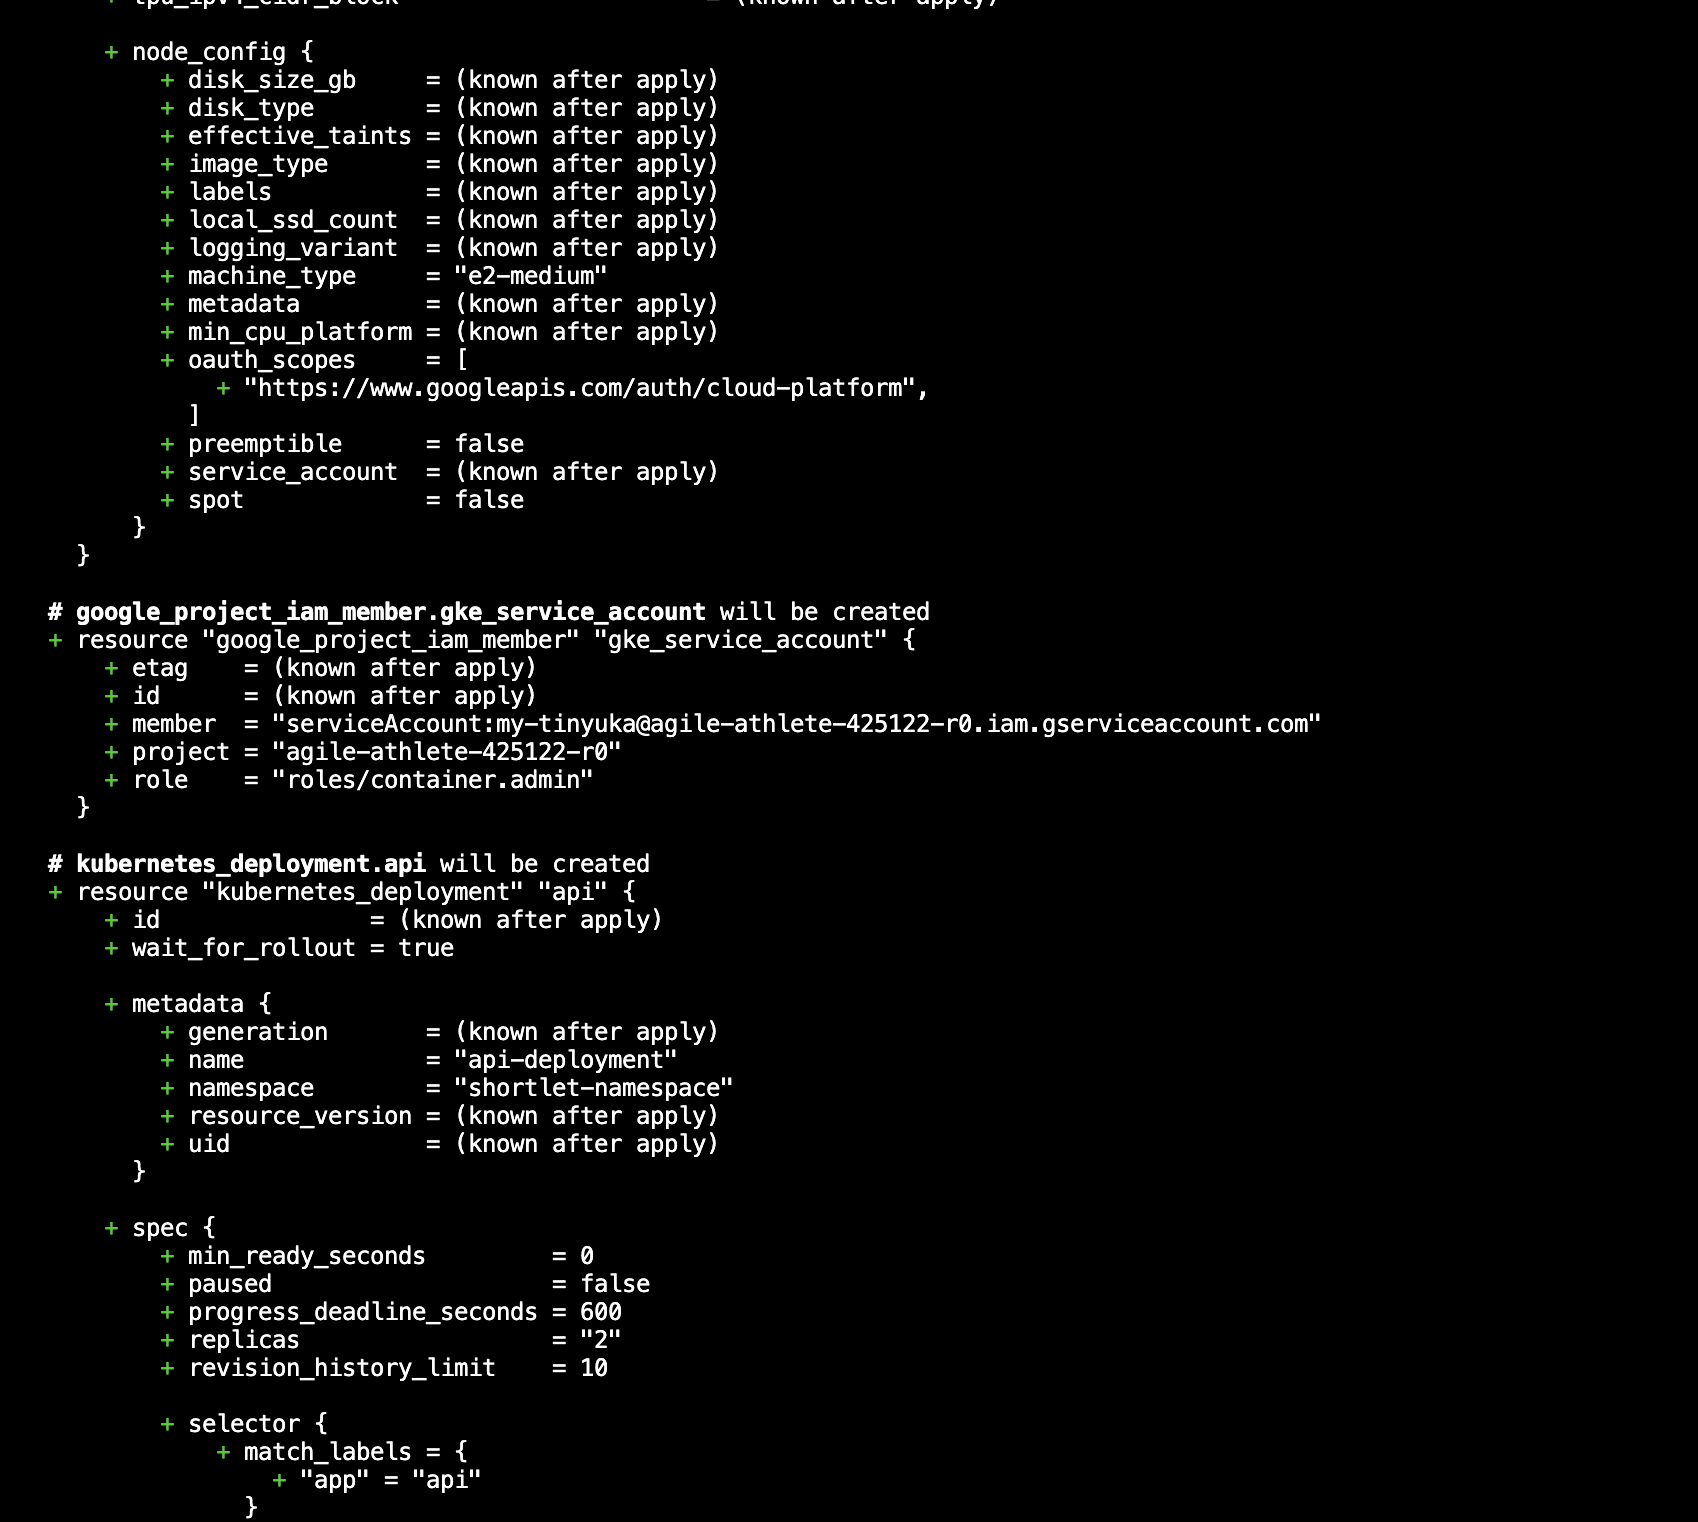 + node_config {
+ disk_size_gb = (known after apply)
+ disk_type = (known after apply)
+ effective_taints = (known after apply)
+ image_type = (known after apply)
+ labels = (known after apply)
+ local_ssd_count = (known after apply)
+ logging_variant = (known after apply)
+ machine_type = "e2-medium"
+ metadata = (known after apply)
+ min_cpu_platform = (known after apply)
+ oauth_scopes = [
+ "https://www.googleapis.com/auth/cloud-platform",
]
+ preemptible = false
+ service_account = (known after apply)
+ spot = false
}
}
# google_project_iam_member.gke_service_account will be created
+ resource "google_project_iam_member" "gke_service_account" {
+ etag = (known after apply)
+ id = (known after apply)
+ member = "serviceAccount:my-tinyuka@agile-athlete-425122-r0.iam.gserviceaccount.com"
+ project = "agile-athlete-425122-r0"
+ role = "roles/container.admin"
}
# kubernetes_deployment.api will be created
+ resource "kubernetes_deployment" "api" {
+ id = (known after apply)
+ wait_for_rollout = true
+ metadata {
+ generation = (known after apply)
+ name = "api-deployment"
+ namespace = "shortlet-namespace"
+ resource_version = (known after apply)
+ uid = (known after apply)
}
+ spec {
+ min_ready_seconds = 0
+ paused = false
+ progress_deadline_seconds = 600
+ replicas = "2"
+ revision_history_limit = 10
+ selector {
+ match_labels = {
+ "app" = "api"
}